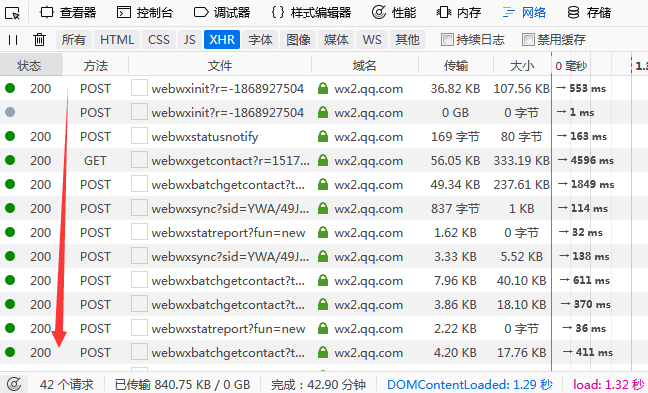 查看器 控制台 调试器 {} 样式编辑器 性能 内存 网络 存储
所有 HTML CSS JS XHR 字体 图像 媒体 WS 其他 持续日志 禁用缓存
状态 方法 文件 域名 传输 大小 0 毫秒 1.8
200 POST webwxinit?r=-1868927504 wx2.qq.com 36.82 KB 107.56 KB → 553 ms
POST webwxinit?r=-1868927504 wx2.qq.com 0 GB 0 字节 → 1 ms
200 POST webwxstatusnotify wx2.qq.com 169 字节 80 字节 → 163 ms
200 GET webwxgetcontact?r=1517... wx2.qq.com 56.05 KB 333.19 KB → 4596 ms
200 POST webwxbatchgetcontact?t... wx2.qq.com 49.34 KB 237.61 KB → 1849 ms
200 POST webwxsync?sid=YWA/49J... wx2.qq.com 837 字节 1 KB → 114 ms
200 POST webwxstatreport?fun=new wx2.qq.com 1.62 KB 0 字节 → 32 ms
200 POST webwxsync?sid=YWA/49J... wx2.qq.com 3.33 KB 5.52 KB → 138 ms
200 POST webwxbatchgetcontact?t... wx2.qq.com 7.96 KB 40.10 KB → 611 ms
200 POST webwxbatchgetcontact?t... wx2.qq.com 3.86 KB 18.10 KB → 370 ms
200 POST webwxstatreport?fun=new wx2.qq.com 2.22 KB 0 字节 → 36 ms
200 POST webwxbatchgetcontact?t... wx2.qq.com 4.20 KB 17.76 KB → 411 ms
42 个请求 已传输 840.75 KB / 0 GB 完成：42.90 分钟 DOMContentLoaded: 1.29 秒 load: 1.32 秒